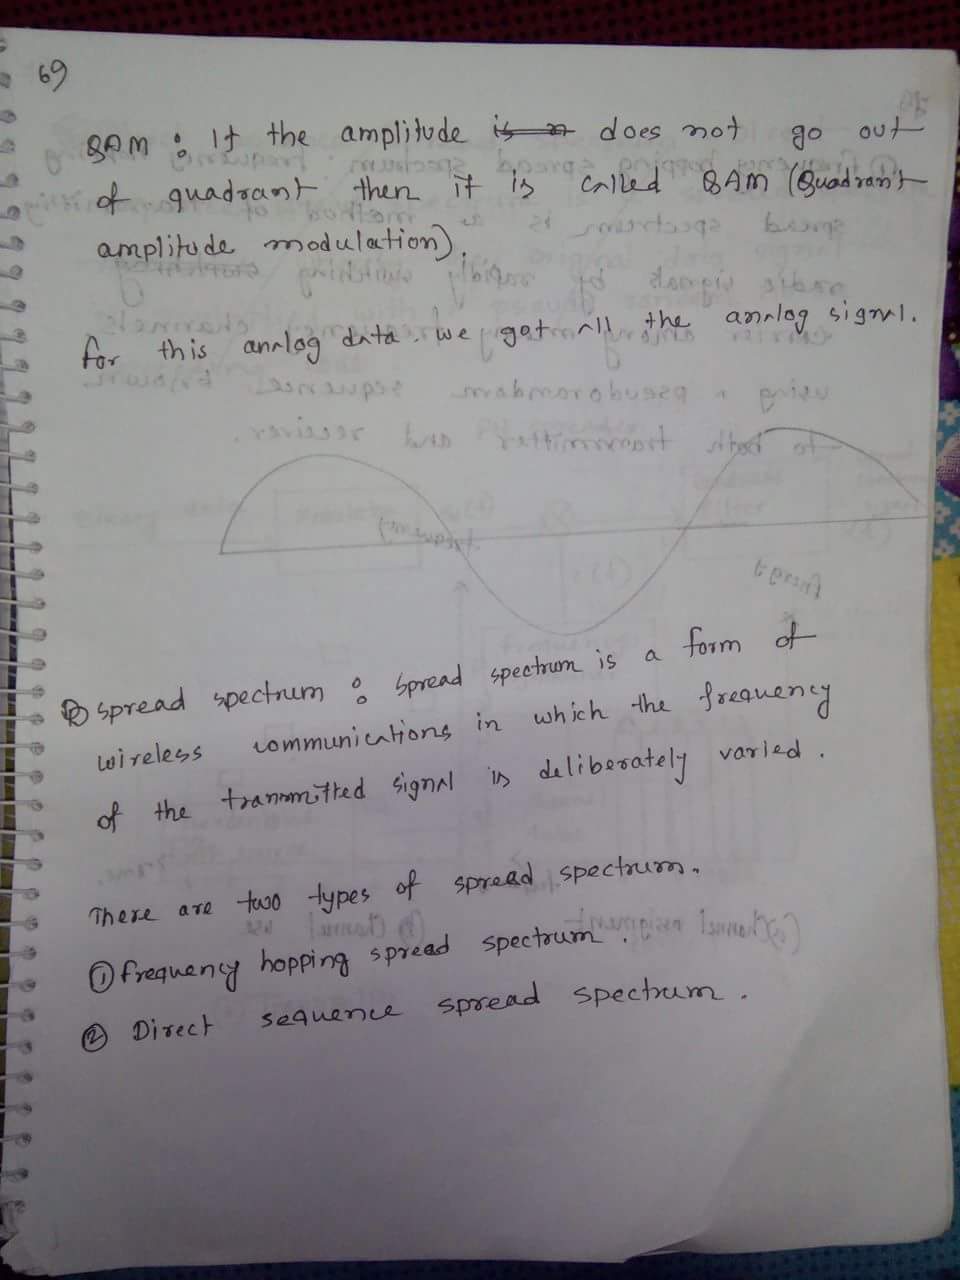 69
QAM : If the amplitude is does not go out
of quadrant then it is called QAM (Quadrant
amplitude modulation).
for this analog data. we got all the analog signal.
spread spectrum : spread spectrum is a form of
wireless communications in which the frequency
of the transmitted signal is deliberately varied.
There are two types of spread spectrum.
① frequency hopping spread spectrum.
② Direct sequence spread spectrum.